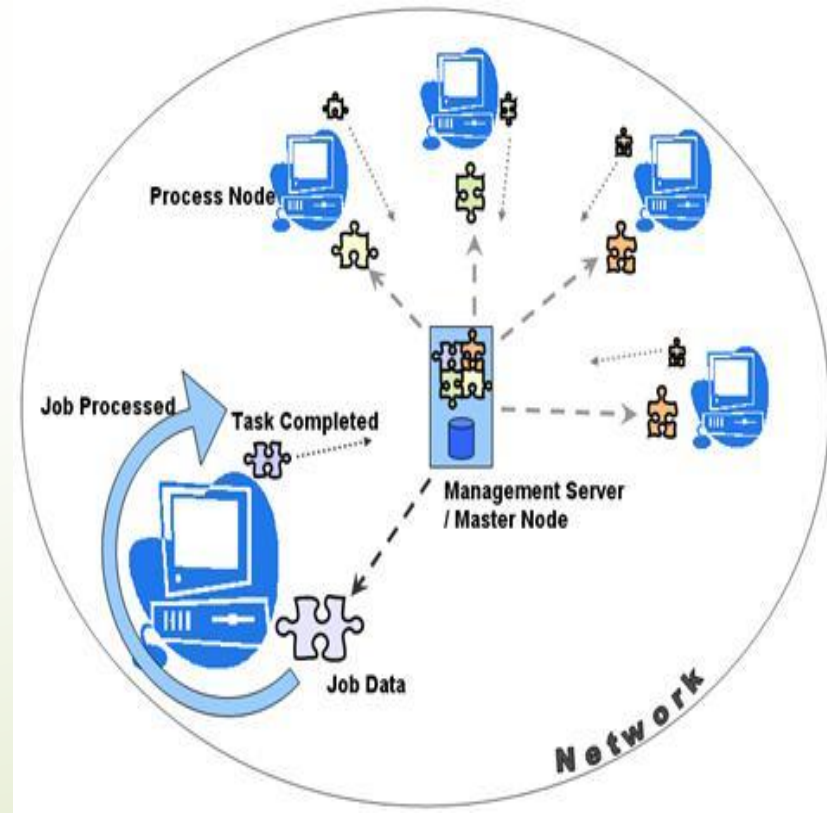 Process Node
Job Processed
Task Completed
Management Server
/ Master Node
Job Data
Network